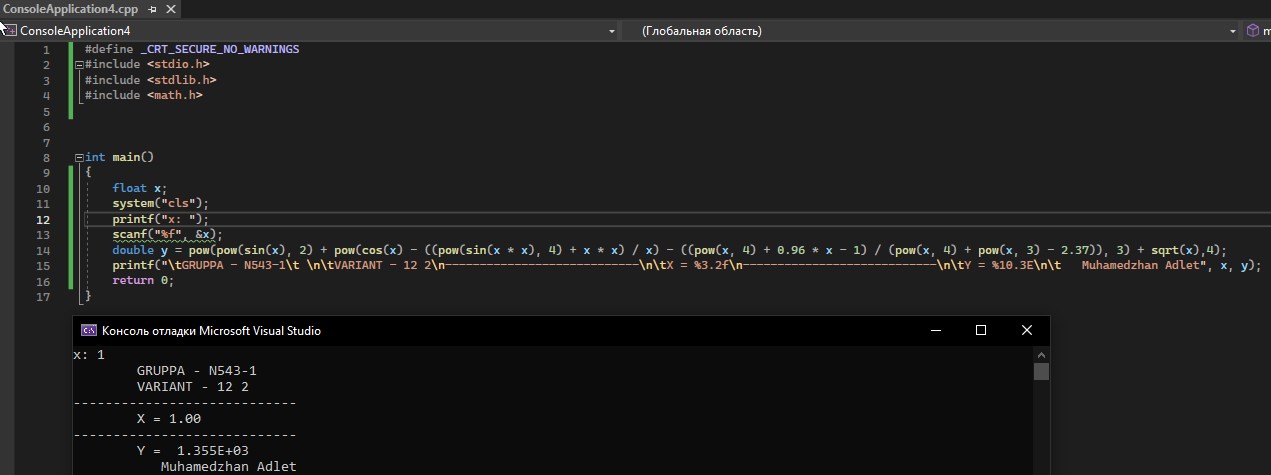 ConsoleApplication4.cpp
ConsoleApplication4 (Глобальная область) m
1 #define _CRT_SECURE_NO_WARNINGS
2 #include <stdio.h>
3 #include <stdlib.h>
4 #include <math.h>
5
6
7
8 int main()
9 {
10 float x;
11 system("cls");
12 printf("x: ");
13 scanf("%f", &x);
14 double y = pow(pow(sin(x), 2) + pow(cos(x) - ((pow(sin(x * x), 4) + x * x) / x) - ((pow(x, 4) + 0.96 * x - 1) / (pow(x, 4) + pow(x, 3) - 2.37)), 3) + sqrt(x),4);
15 printf("\tGRUPPA - N543-1\t \n\tVARIANT - 12 2\n----------------------------\n\tX = %3.2f\n----------------------------\n\tY = %10.3E\n\t   Muhamedzhan Adlet", x, y);
16 return 0;
17 }
Консоль отладки Microsoft Visual Studio
x: 1
GRUPPA - N543-1
VARIANT - 12 2
----------------------------
X = 1.00
----------------------------
Y =  1.355E+03
Muhamedzhan Adlet